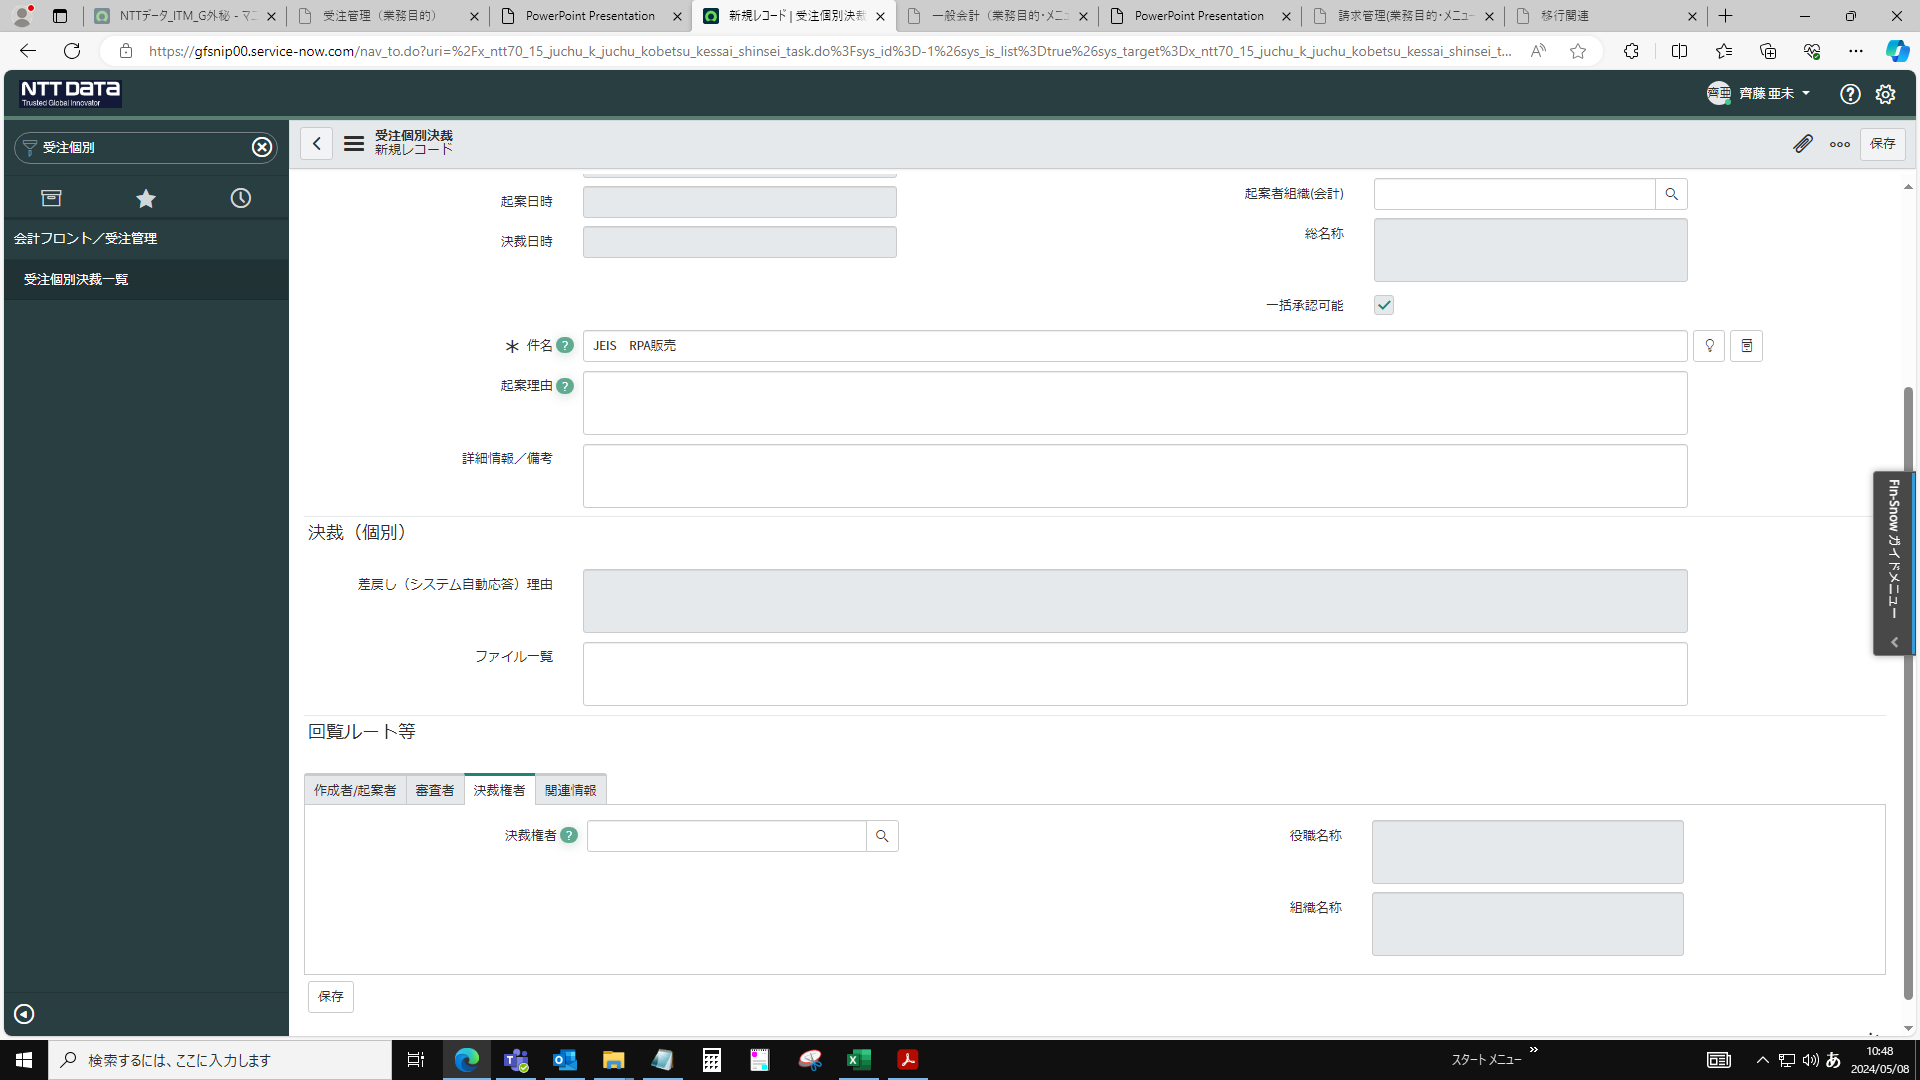 NTTデータ_ITM_G外秘 - マニ
受注管理（業務目的）
PowerPoint Presentation
新規レコード | 受注個別決裁
一般会計（業務目的・メニュ
PowerPoint Presentation
請求管理(業務目的・メニュー
移行関連
https://gfsnip00.service-now.com/nav_to.do?uri=%2Fx_ntt70_15_juchu_k_juchu_kobetsu_kessai_shinsei_task.do%3Fsys_id%3D-1%26sys_is_list%3Dtrue%26sys_target%3Dx_ntt70_15_juchu_k_juchu_kobetsu_kessai_shinsei_t...
NTT DATA
Trusted Global Innovator
齊亜
齊藤 亜未
受注個別
受注個別決裁
新規レコード
保存
会計フロント／受注管理
受注個別決裁一覧
起案日時
起案者組織(会計)
決裁日時
総名称
一括承認可能
件名
JEIS　RPA販売
起案理由
詳細情報／備考
決裁（個別）
差戻し（システム自動応答）理由
ファイル一覧
回覧ルート等
作成者/起案者
審査者
決裁権者
関連情報
決裁権者
役職名称
組織名称
保存
Fin-Snow ガイドメニュー
検索するには、ここに入力します
スタート メニュー
あ
10:48
2024/05/08